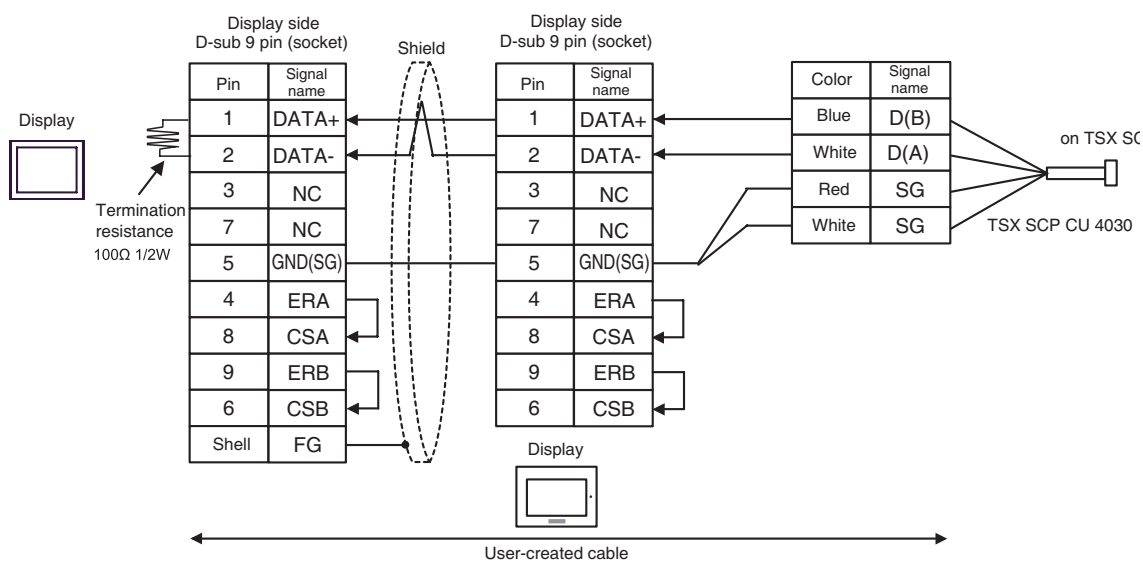 Display side
D-sub 9 pin (socket)
Shield
Display side
D-sub 9 pin (socket)
Display
Pin Signal name
1 DATA+
2 DATA-
3 NC
7 NC
5 GND(SG)
4 ERA
8 CSA
9 ERB
6 CSB
Shell FG
Termination
resistance
100Ω 1/2W
Pin Signal name
1 DATA+
2 DATA-
3 NC
7 NC
5 GND(SG)
4 ERA
8 CSA
9 ERB
6 CSB
Color Signal name
Blue D(B)
White D(A)
Red SG
White SG
on TSX
TSX SCP CU 4030
Display
User-created cable